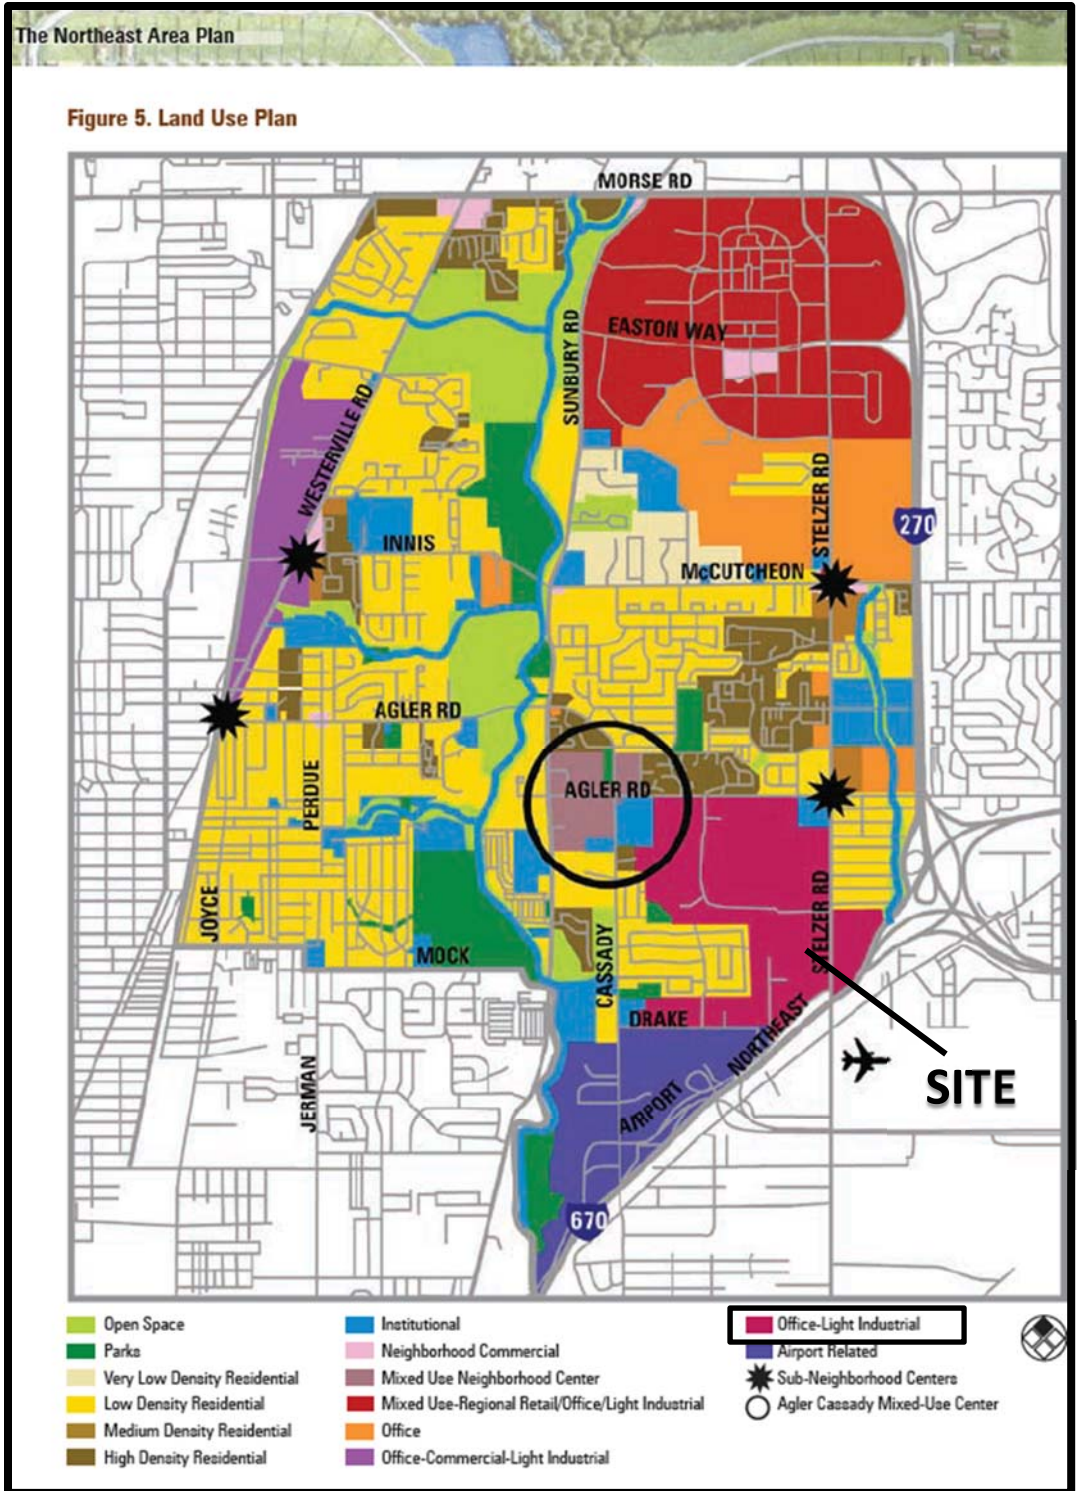 The Northeast Area Plan
Figure 5. Land Use Plan
MORSE RD
SUNBURY RD
EASTON WAY
WESTERVILLE RD
STELZER RD
270
INNIS
McCUTCHEON
AGLER RD
AGLER RD
PERDUE
JOYCE
STELZER RD
MOCK
CASSADY
DRAKE
NORTHEAST
JERMAN
AIRPORT
SITE
670
Open Space
Parks
Very Low Density Residential
Low Density Residential
Medium Density Residential
High Density Residential
Institutional
Neighborhood Commercial
Mixed Use Neighborhood Center
Mixed Use-Regional Retail/Office/Light Industrial
Office
Office-Commercial-Light Industrial
Office-Light Industrial
Airport Related
Sub-Neighborhood Centers
Agler Cassady Mixed-Use Center